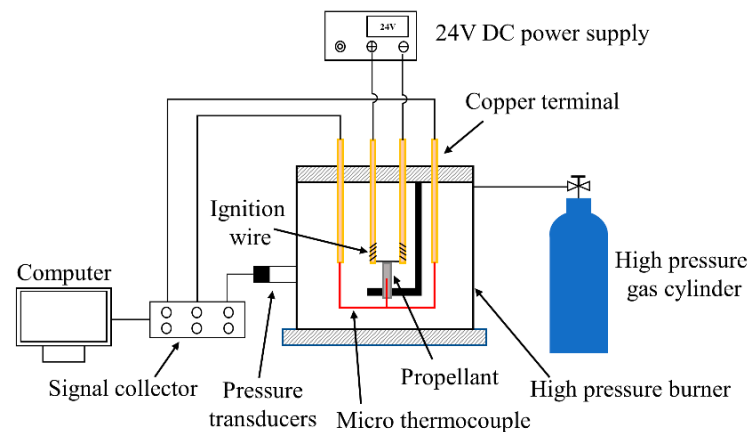 24V
24V DC power supply
Copper terminal
Ignition
wire
Computer
High pressure
gas cylinder
Signal collector
Pressure
transducers
Propellant
Micro thermocouple
High pressure burner